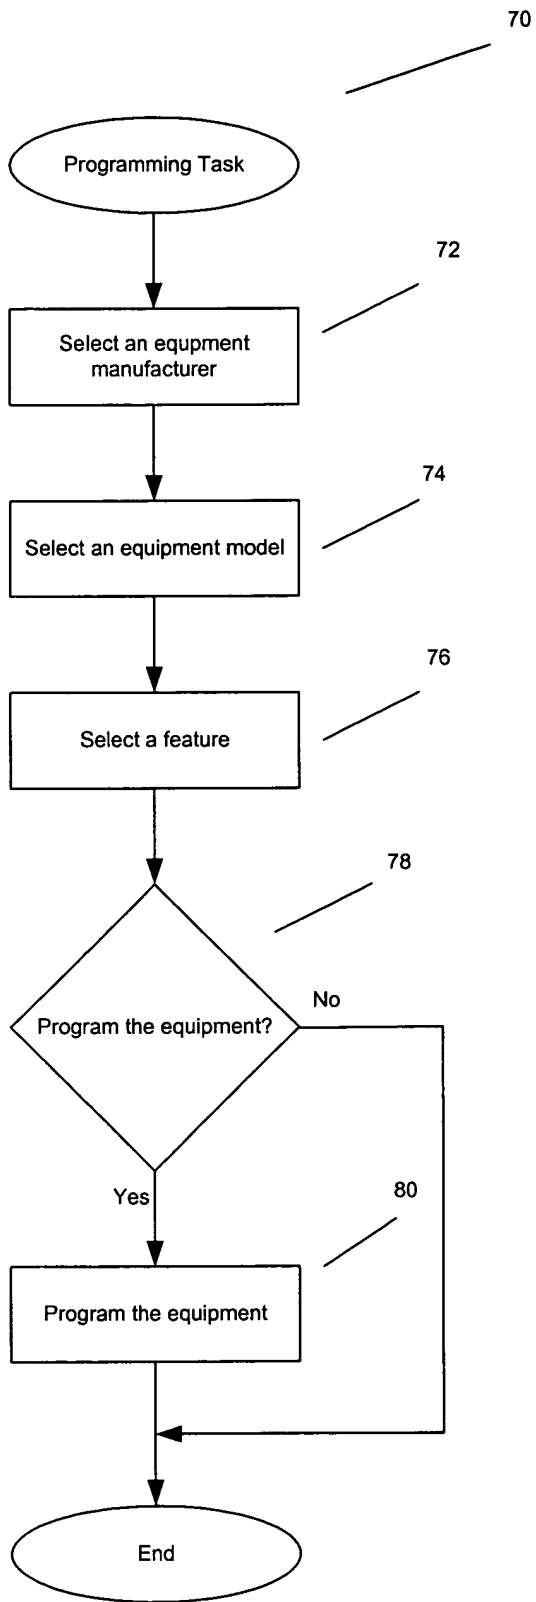 70
Programming Task
72
Select an equpment
manufacturer
74
Select an equipment model
76
Select a feature
78
Program the equipment?
No
Yes
80
Program the equipment
End